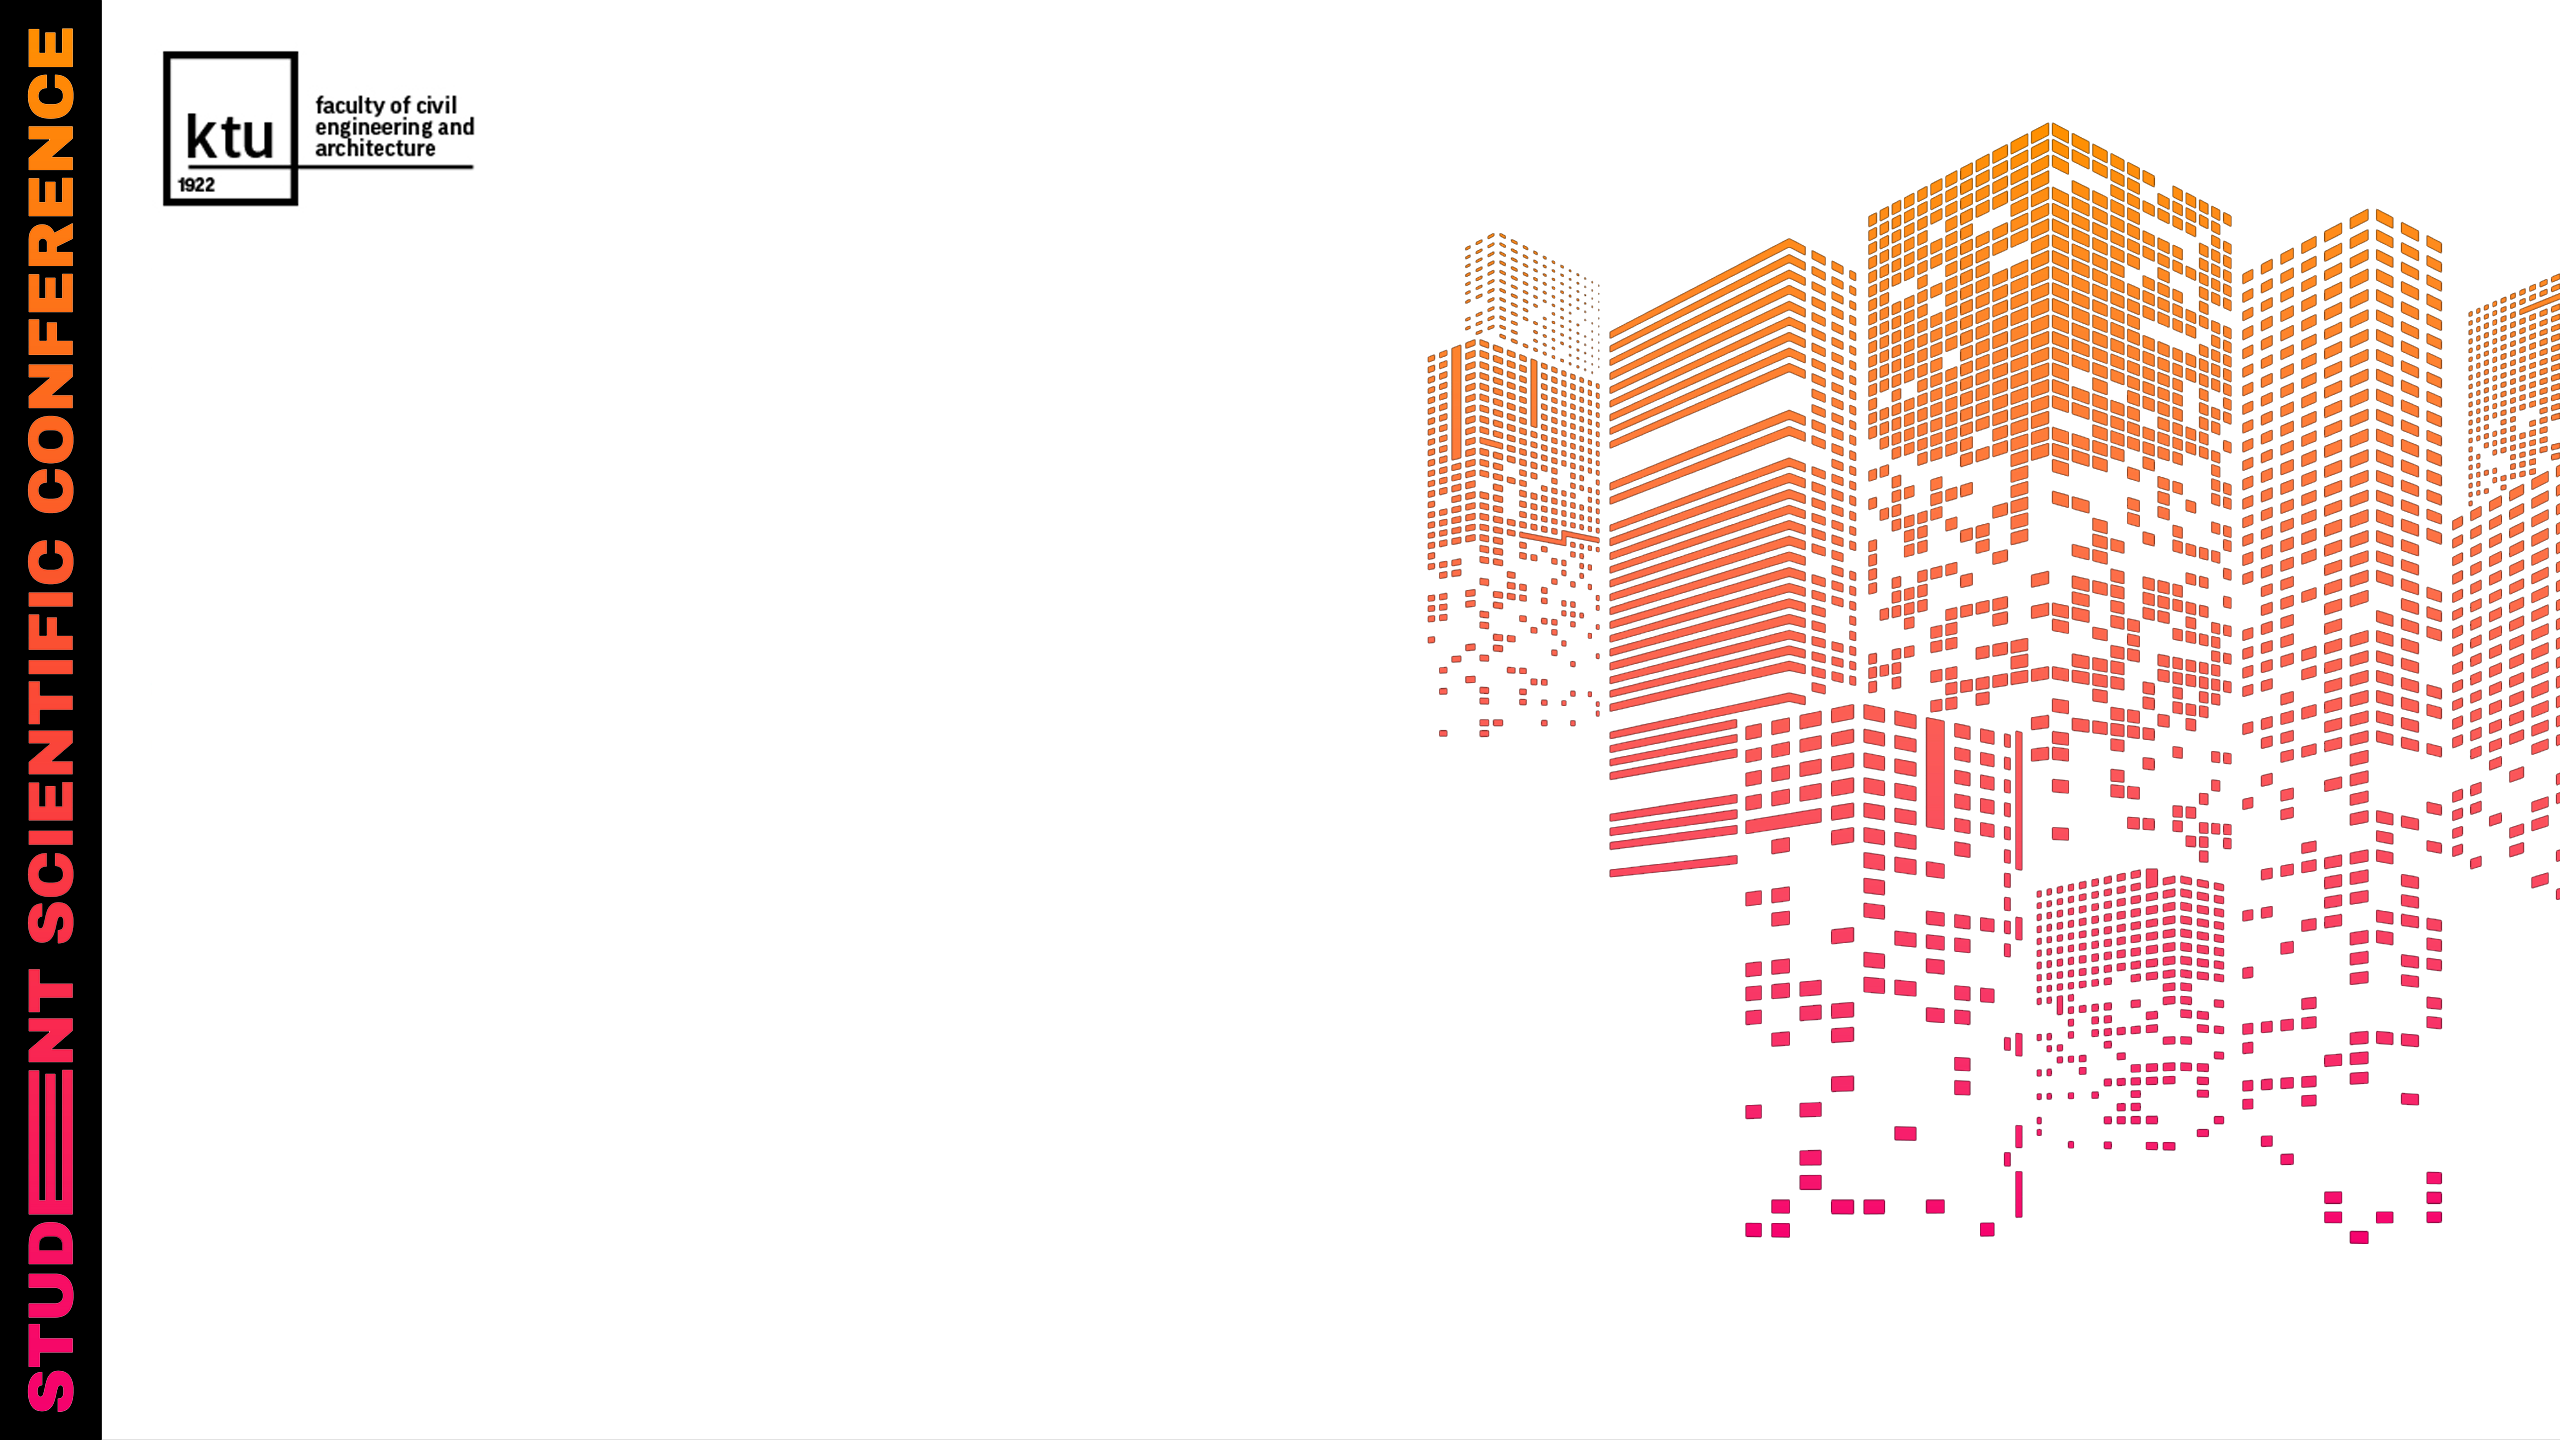 STUDENT SCIENTIFIC CONFERENCE
ktu
1922
faculty of civil
engineering and
architecture